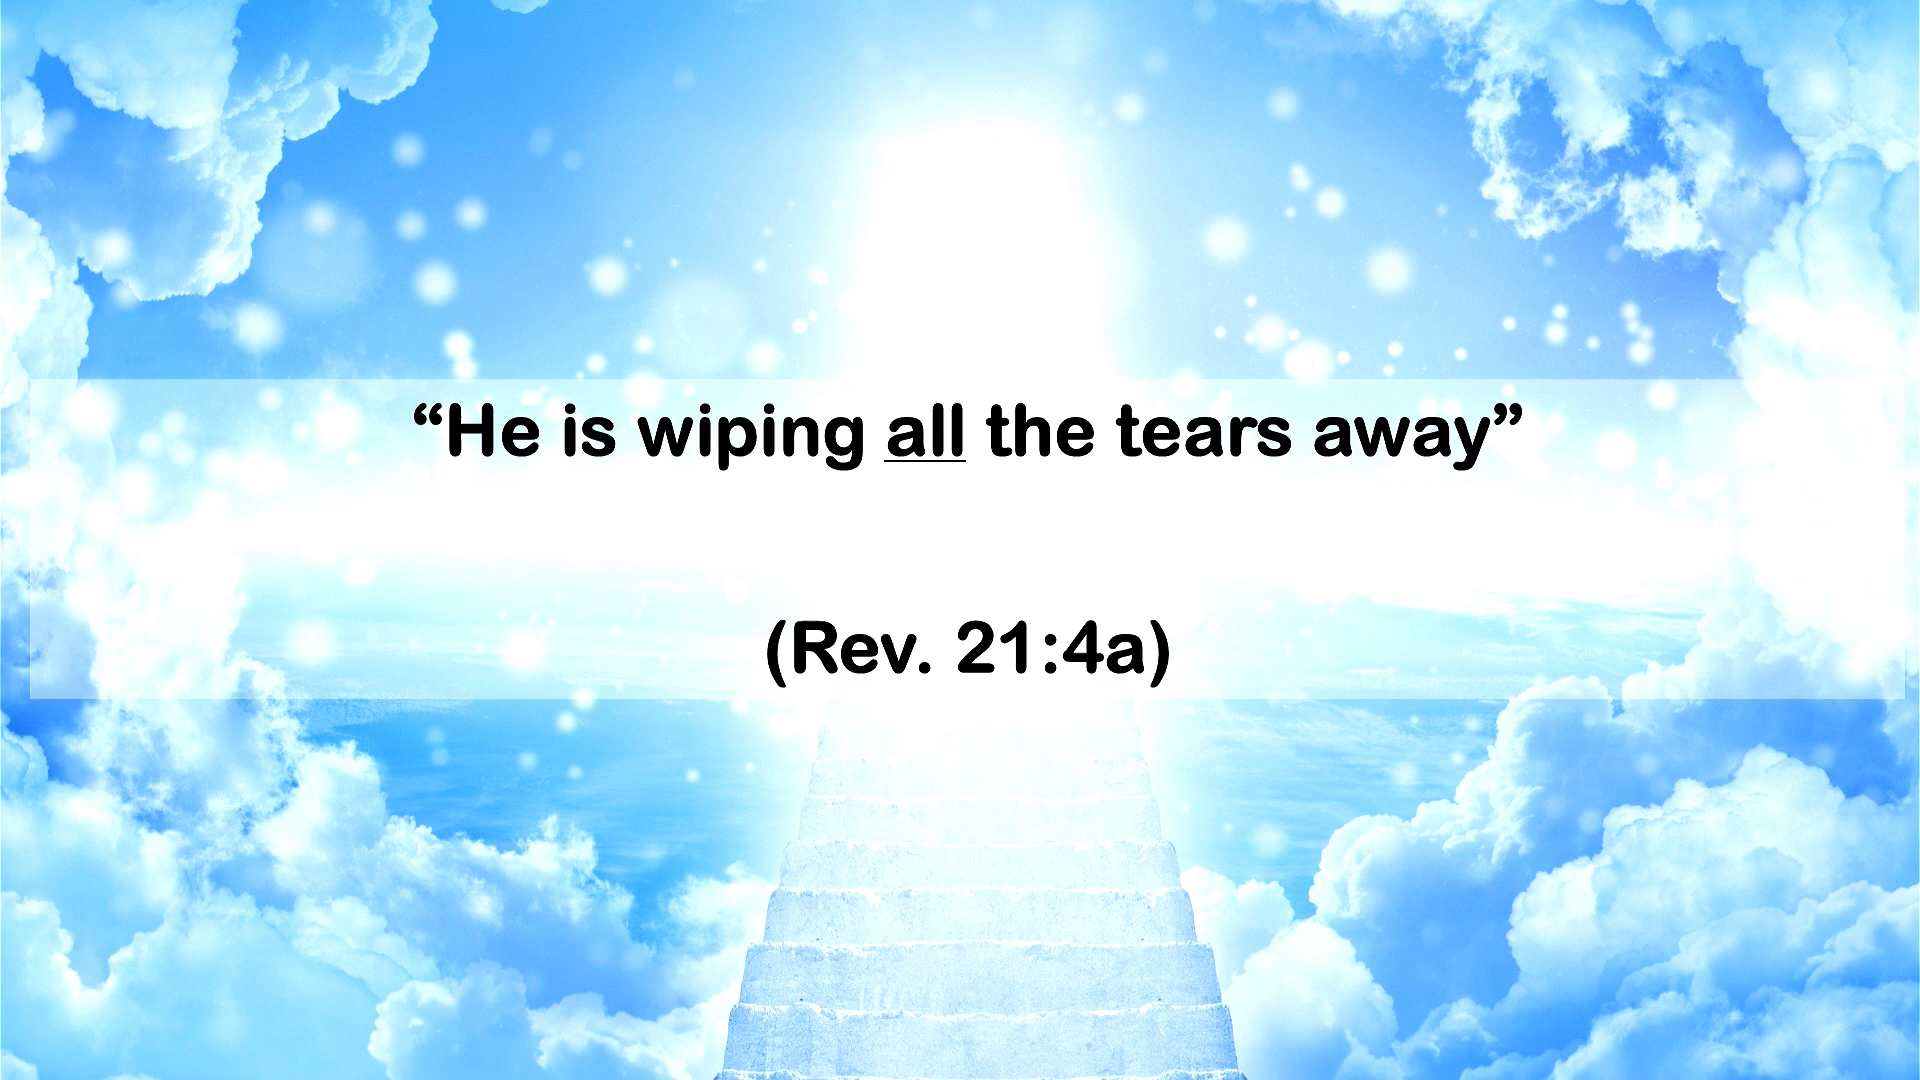 “He is wiping all the tears away”
(Rev. 21:4a)